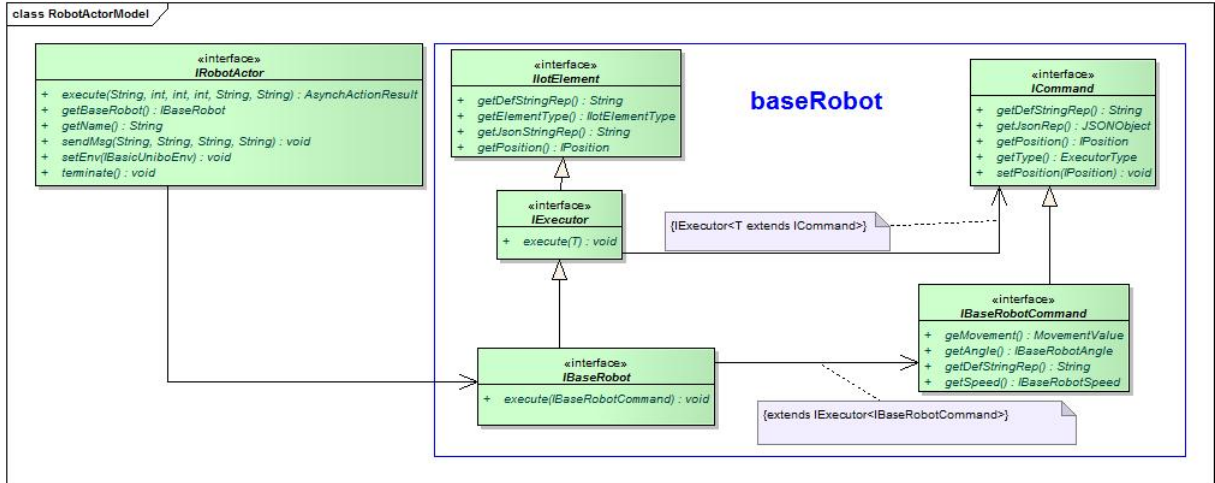 class RobotActorModel
«interface»
IRobotActor
+ execute(String, int, int, int, String, String) : AsynchActionResult
+ getBaseRobot() : IBaseRobot
+ getName() : String
+ sendMsg(String, String, String, String) : void
+ setEnv(IBasicUniboEnv) : void
+ terminate() : void
baseRobot
«interface»
IIotElement
+ getDefStringRep() : String
+ getElementType() : IIotElementType
+ getJsonStringRep() : String
+ getPosition() : IPosition
«interface»
ICommand
+ getDefStringRep() : String
+ getJsonRep() : JSONObject
+ getPosition() : IPosition
+ getType() : ExecutorType
+ setPosition(IPosition) : void
«interface»
IExecutor
+ execute(T) : void
{IExecutor<T extends ICommand>}
«interface»
IBaseRobotCommand
+ geMovement() : MovementValue
+ getAngle() : IBaseRobotAngle
+ getDefStringRep() : String
+ getSpeed() : IBaseRobotSpeed
«interface»
IBaseRobot
+ execute(IBaseRobotCommand) : void
{extends IExecutor<IBaseRobotCommand>}